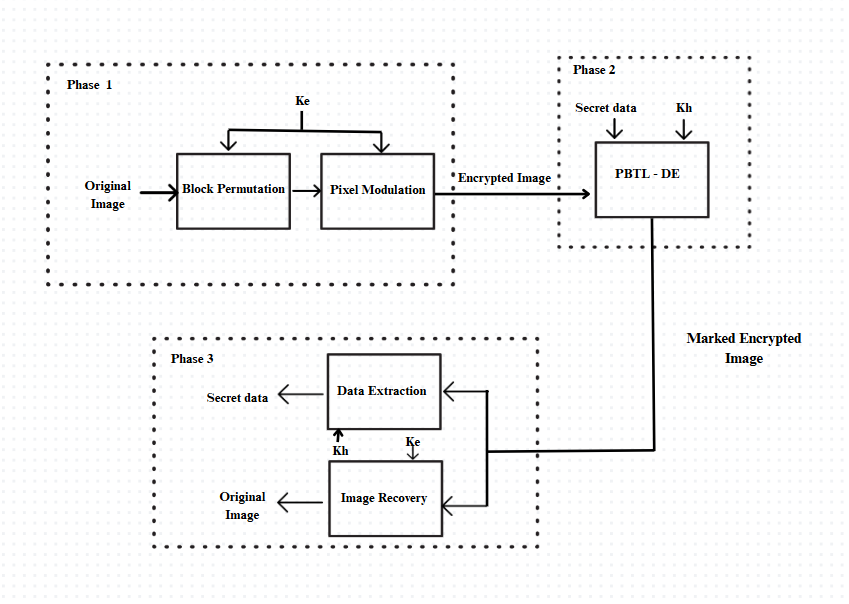 Phase 1
Ke
Original
Image
Block Permutation
Pixel Modulation
Encrypted Image
Phase 2
Secret data
Kh
PBTL - DE
Marked Encrypted
Image
Phase 3
Secret data
Data Extraction
Kh
Ke
Original
Image
Image Recovery